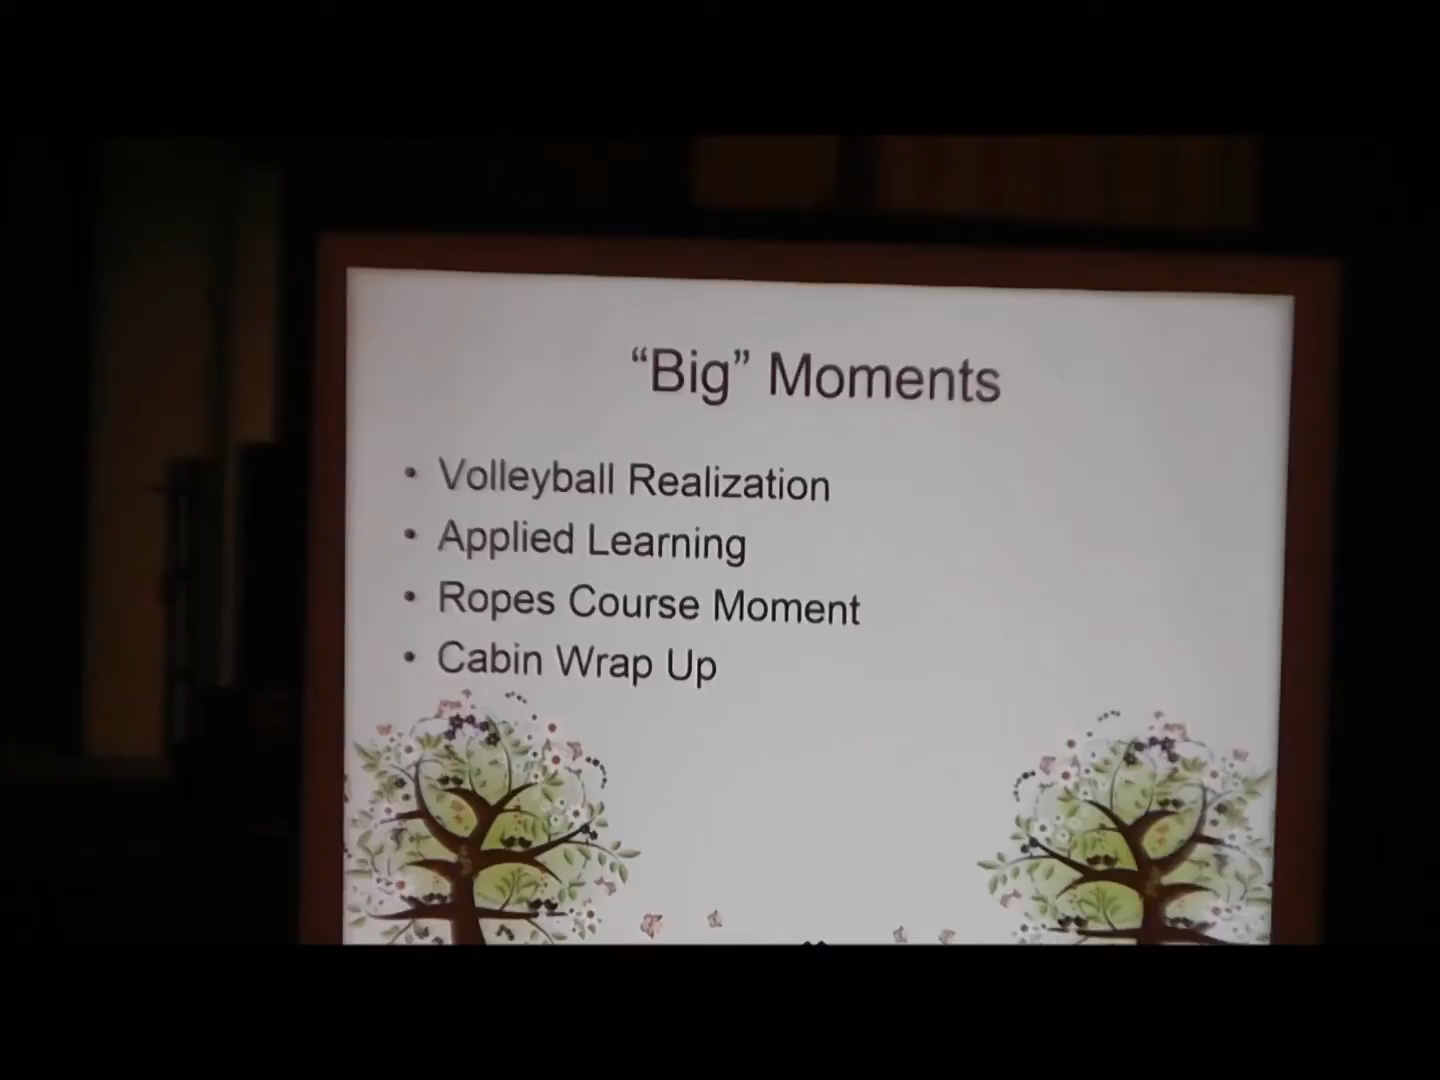 “Big” Moments
• Volleyball Realization
• Applied Learning
• Ropes Course Moment
• Cabin Wrap Up